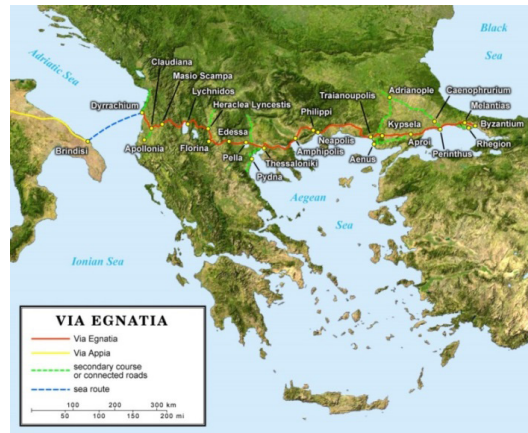 Black
Sea
Adriatic Sea
Claudiana
Masio Scampa
Lychnidos
Heraclea Lyncestis
Dyrrachium
Edessa
Philippi
Traianoupolis
Adrianople
Caenophrurium
Melantias
Kypsela
Byzantium
Neapolis
Amphipolis
Brindisi
Apollonia
Florina
Pella
Thessaloniki
Pydna
Aenus
Aproi
Perinthus
Rhegion
Aegean
Sea
Ionian Sea
VIA EGNATIA
Via Egnatia
Via Appia
secondary course
or connected roads
sea route
100 200 300 km
50 100 150 200 mi